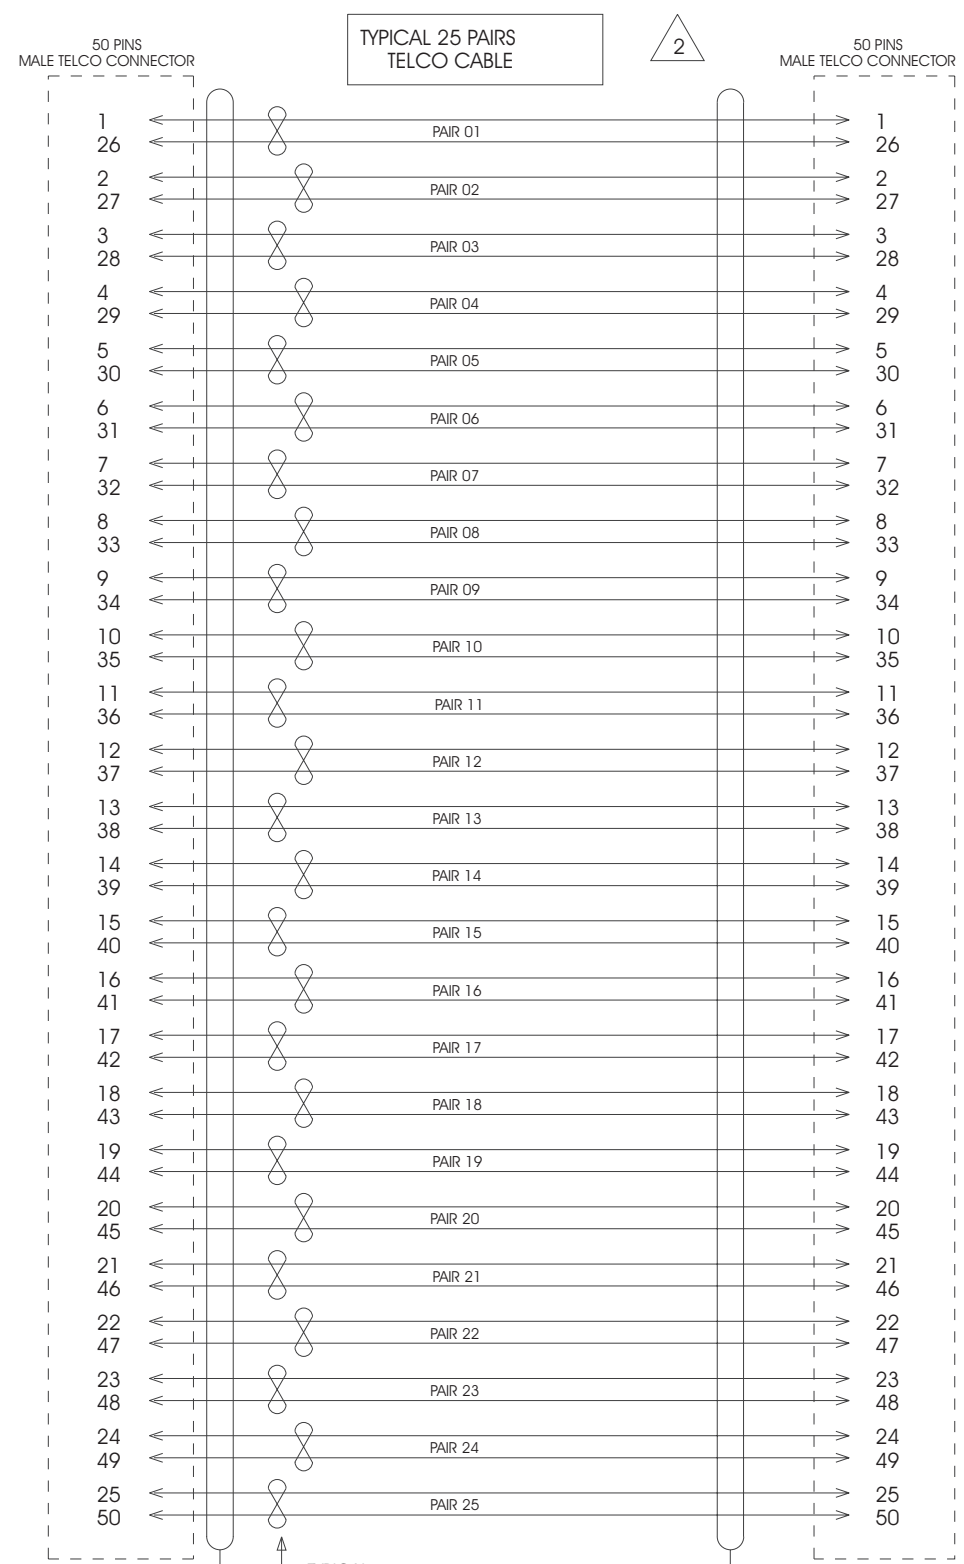 TYPICAL 25 PAIRS
TELCO CABLE
2
50 PINS
MALE TELCO CONNECTOR
50 PINS
MALE TELCO CONNECTOR
1 PAIR 01 1
26 26
2 PAIR 02 2
27 27
3 PAIR 03 3
28 28
4 PAIR 04 4
29 29
5 PAIR 05 5
30 30
6 PAIR 06 6
31 31
7 PAIR 07 7
32 32
8 PAIR 08 8
33 33
9 PAIR 09 9
34 34
10 PAIR 10 10
35 35
11 PAIR 11 11
36 36
12 PAIR 12 12
37 37
13 PAIR 13 13
38 38
14 PAIR 14 14
39 39
15 PAIR 15 15
40 40
16 PAIR 16 16
41 41
17 PAIR 17 17
42 42
18 PAIR 18 18
43 43
19 PAIR 19 19
44 44
20 PAIR 20 20
45 45
21 PAIR 21 21
46 46
22 PAIR 22 22
47 47
23 PAIR 23 23
48 48
24 PAIR 24 24
49 49
25 PAIR 25 25
50 50